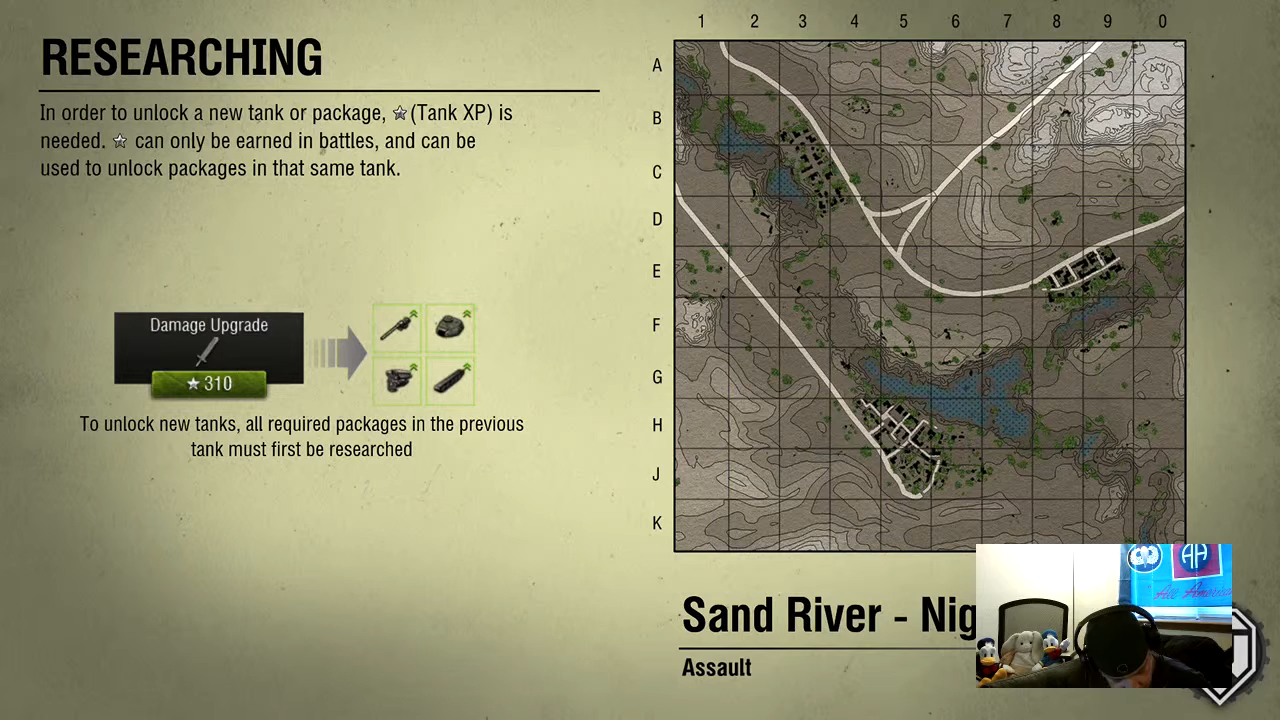 RESEARCHING
In order to unlock a new tank or package, (Tank XP) is
needed. can only be earned in battles, and can be
used to unlock packages in that same tank.
Damage Upgrade
310
To unlock new tanks, all required packages in the previous
tank must first be researched
1 2 3 4 5 6 7 8 9 0
A
B
C
D
E
F
G
H
J
K
Sand River - Nig
Assault
AA
All American